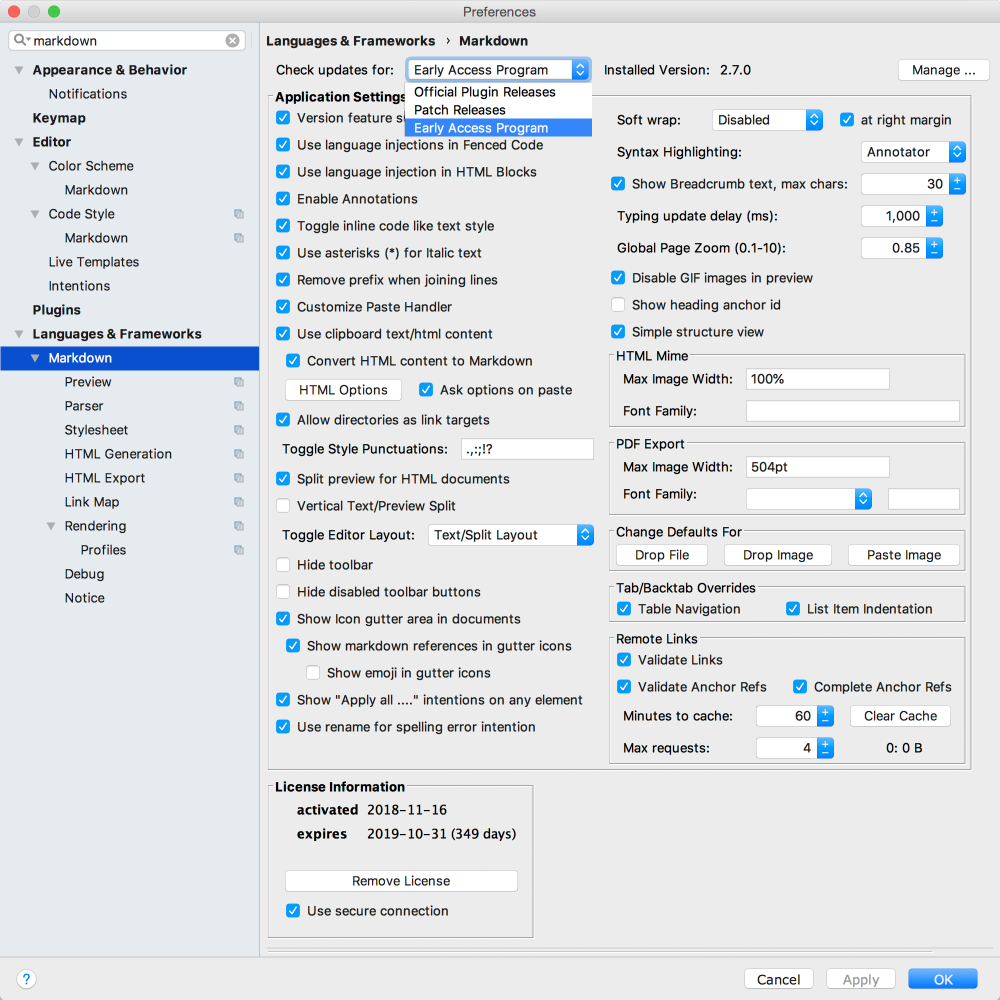 Preferences
markdown
Appearance & Behavior
Notifications
Keymap
Editor
Color Scheme
Markdown
Code Style
Markdown
Live Templates
Intentions
Plugins
Languages & Frameworks
Markdown
Preview
Parser
Stylesheet
HTML Generation
HTML Export
Link Map
Rendering
Profiles
Debug
Notice
Languages & Frameworks › Markdown
Check updates for: Early Access Program Installed Version: 2.7.0 Manage ...
Official Plugin Releases
Patch Releases
Early Access Program
Application Settings
Version feature s
Use language injections in Fenced Code
Use language injection in HTML Blocks
Enable Annotations
Toggle inline code like text style
Use asterisks (*) for Italic text
Remove prefix when joining lines
Customize Paste Handler
Use clipboard text/html content
Convert HTML content to Markdown
HTML Options Ask options on paste
Allow directories as link targets
Toggle Style Punctuations: .,:;!?
Split preview for HTML documents
Vertical Text/Preview Split
Toggle Editor Layout: Text/Split Layout
Hide toolbar
Hide disabled toolbar buttons
Show Icon gutter area in documents
Show markdown references in gutter icons
Show emoji in gutter icons
Show "Apply all ...." intentions on any element
Use rename for spelling error intention
Soft wrap: Disabled at right margin
Syntax Highlighting: Annotator
Show Breadcrumb text, max chars: 30
Typing update delay (ms): 1,000
Global Page Zoom (0.1-10): 0.85
Disable GIF images in preview
Show heading anchor id
Simple structure view
HTML Mime
Max Image Width: 100%
Font Family:
PDF Export
Max Image Width: 504pt
Font Family:
Change Defaults For
Drop File Drop Image Paste Image
Tab/Backtab Overrides
Table Navigation List Item Indentation
Remote Links
Validate Links
Validate Anchor Refs Complete Anchor Refs
Minutes to cache: 60 Clear Cache
Max requests: 4 0: 0 B
License Information
activated 2018-11-16
expires 2019-10-31 (349 days)
Remove License
Use secure connection
? Cancel Apply OK